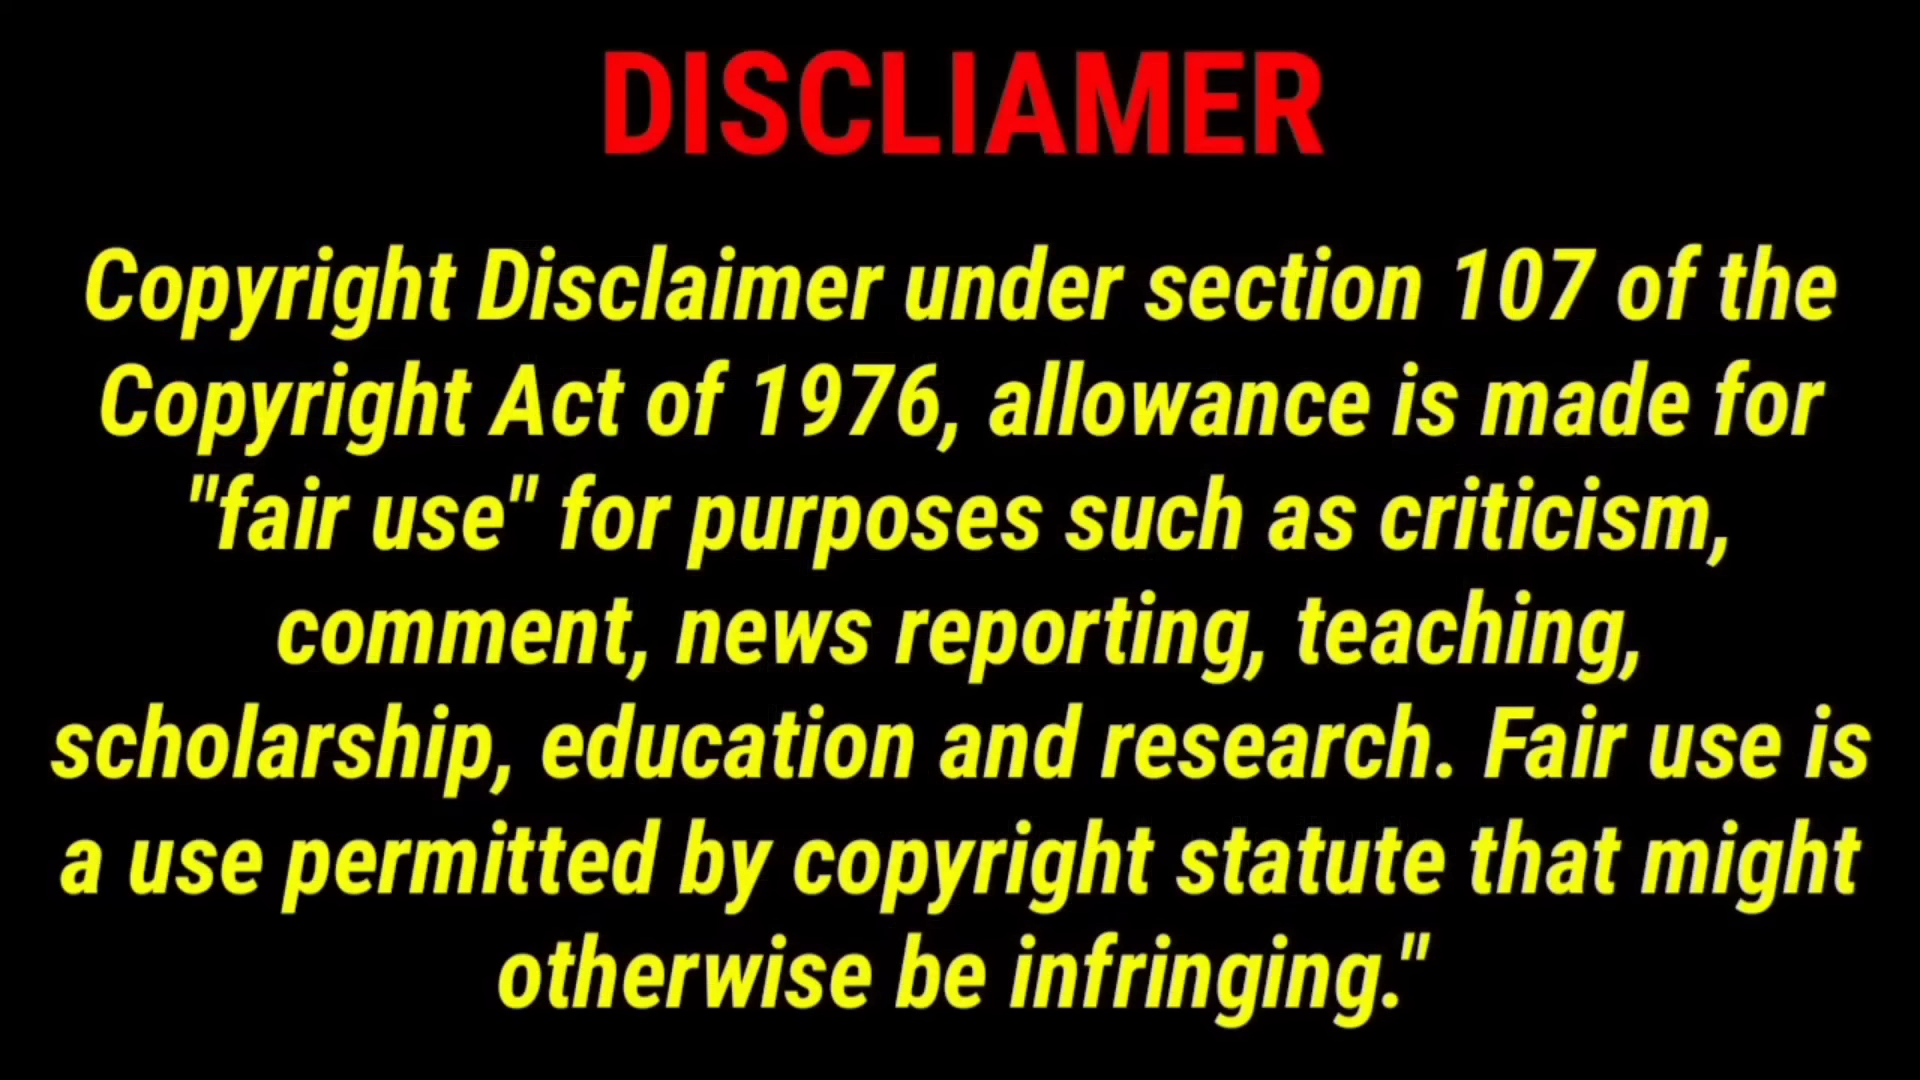 DISCLIAMER
Copyright Disclaimer under section 107 of the
Copyright Act of 1976, allowance is made for
"fair use" for purposes such as criticism,
comment, news reporting, teaching,
scholarship, education and research. Fair use is
a use permitted by copyright statute that might
otherwise be infringing."